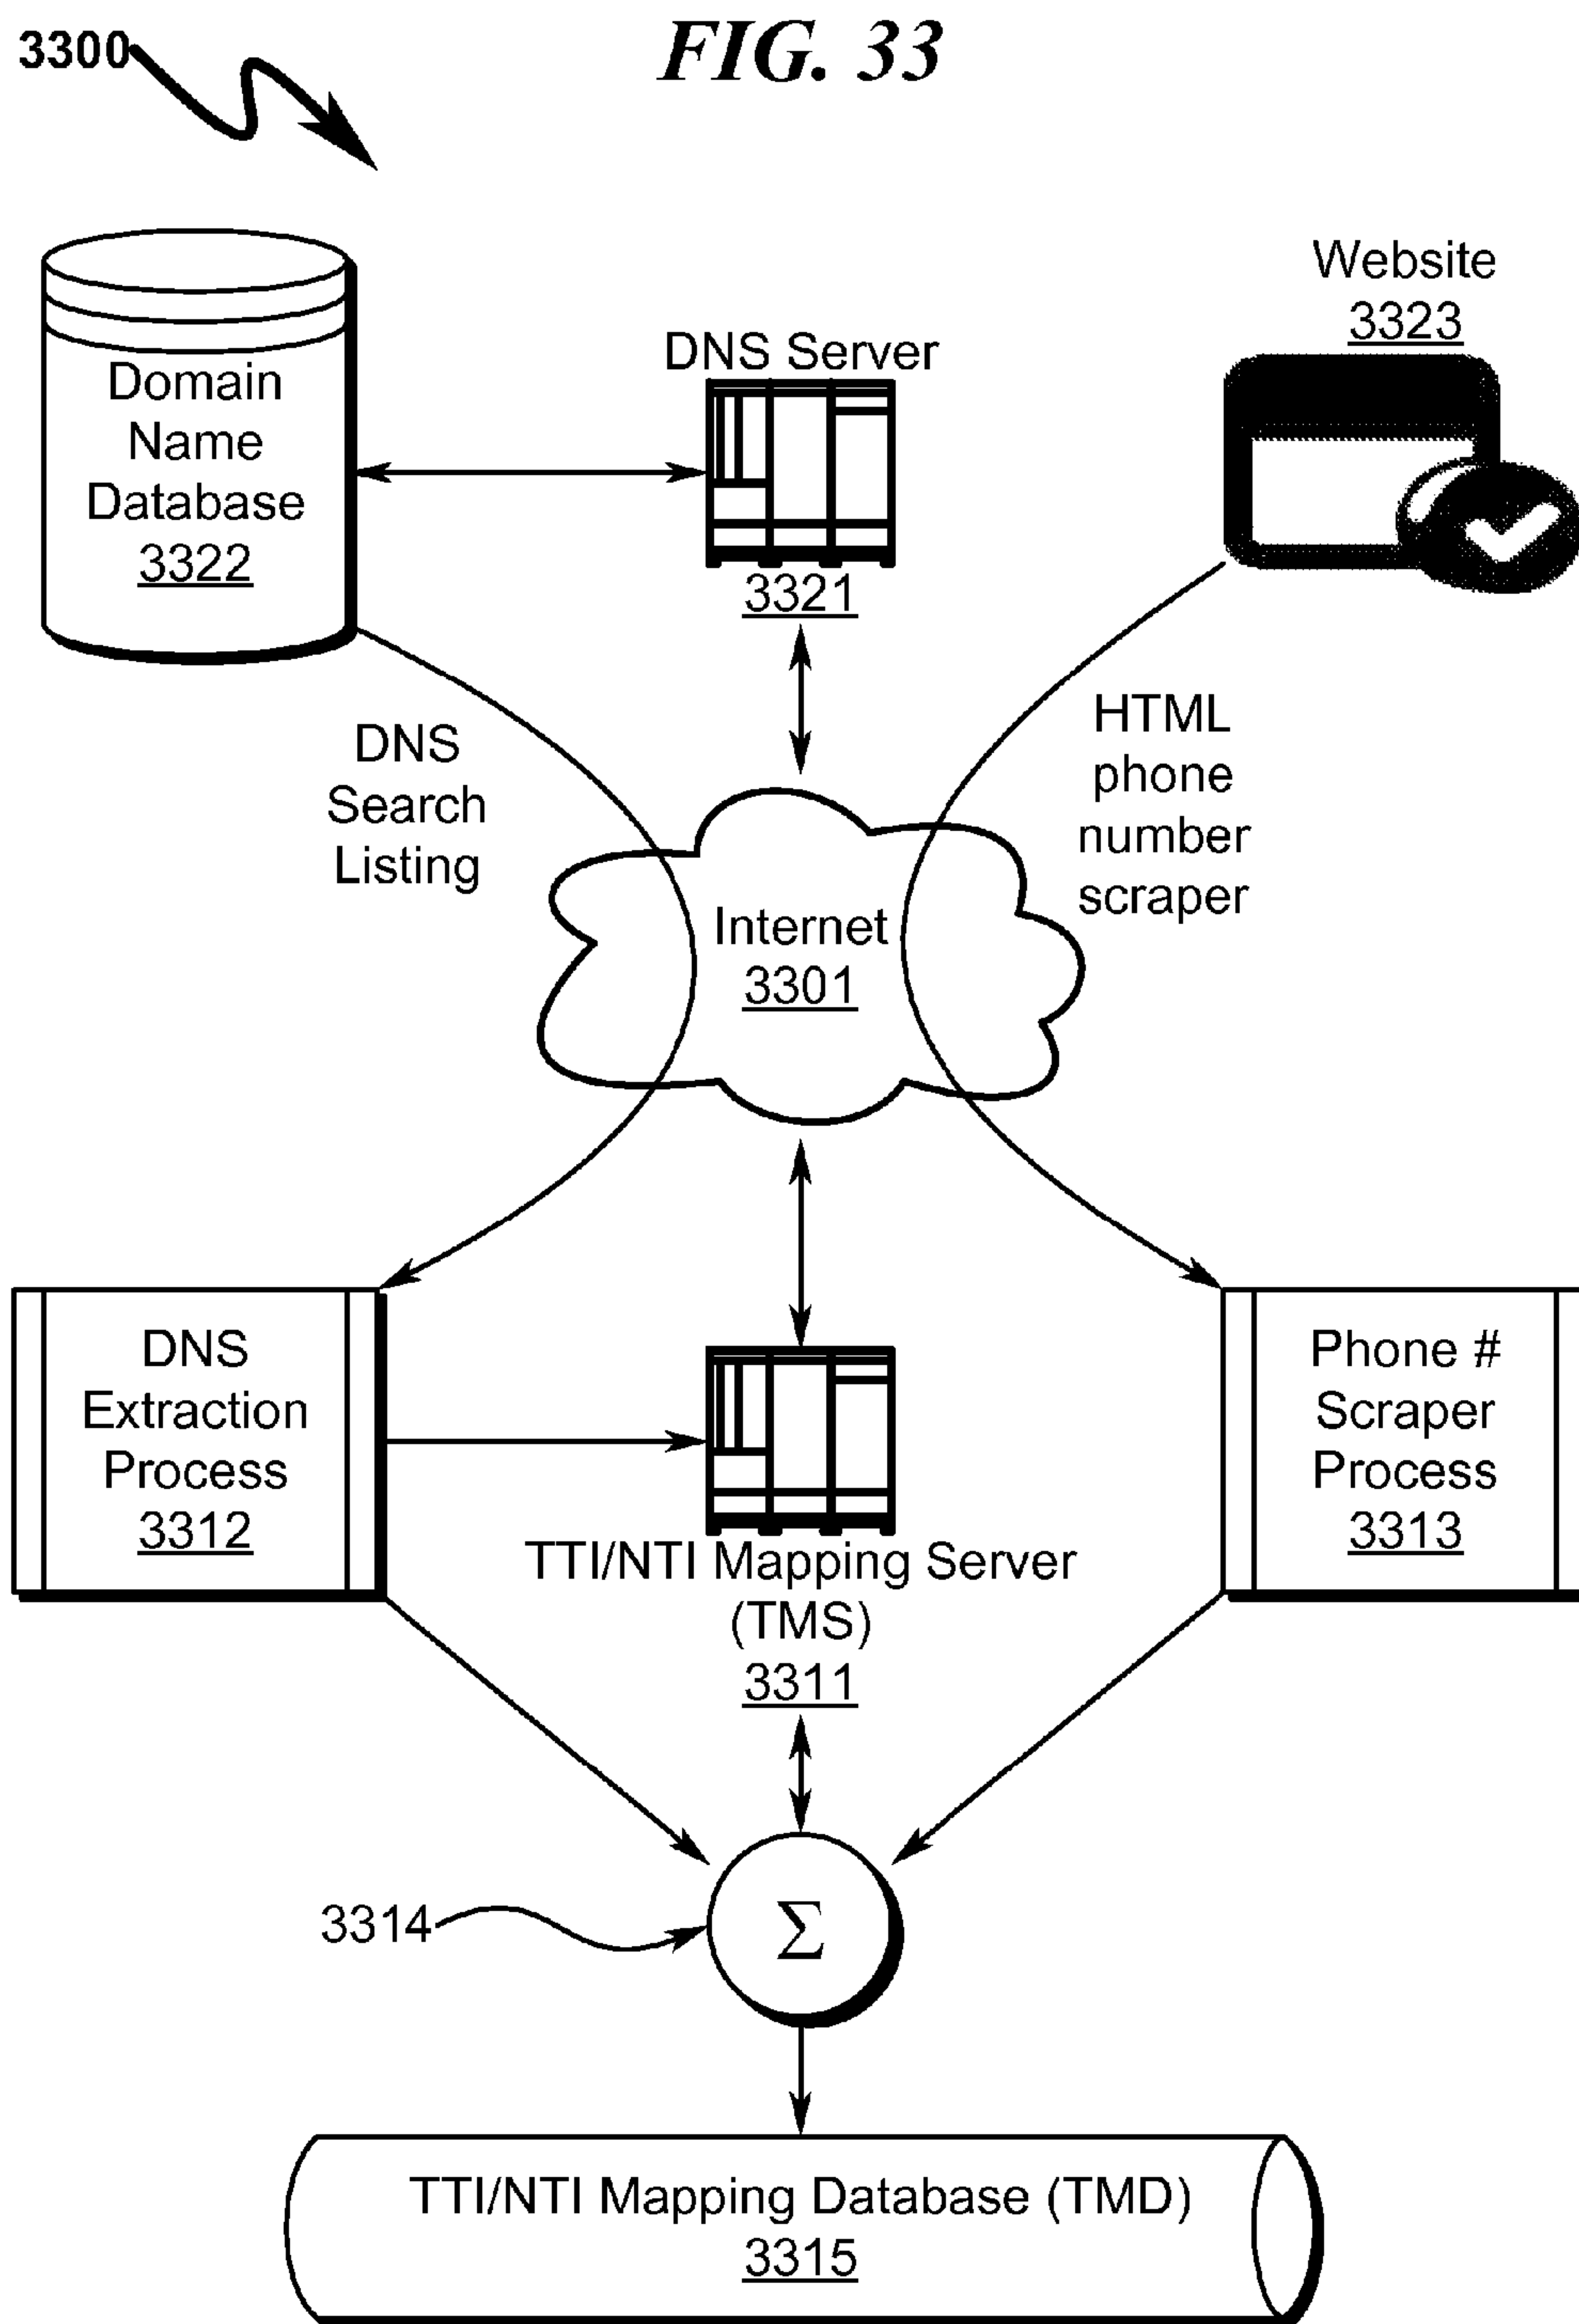 3300
FIG. 33
Domain
Name
Database
3322
DNS Server
3321
Website
3323
DNS
Search
Listing
HTML
phone
number
scraper
Internet
3301
DNS
Extraction
Process
3312
TTI/NTI Mapping Server
(TMS)
3311
Phone #
Scraper
Process
3313
3314
Σ
TTI/NTI Mapping Database (TMD)
3315